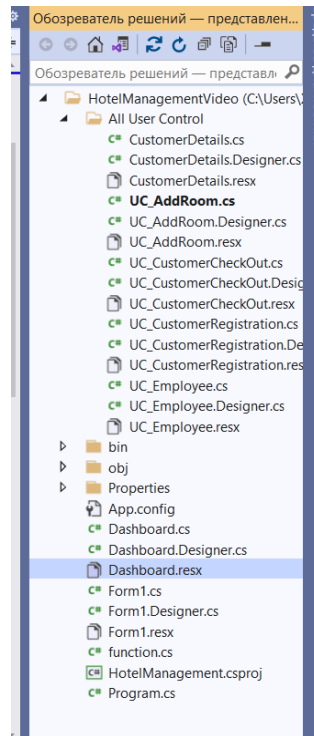 Обозреватель решений — представлен...
Обозреватель решений — представле
HotelManagementVideo (C:\Users\
All User Control
C# CustomerDetails.cs
C# CustomerDetails.Designer.cs
CustomerDetails.resx
C# UC_AddRoom.cs
C# UC_AddRoom.Designer.cs
UC_AddRoom.resx
C# UC_CustomerCheckOut.cs
C# UC_CustomerCheckOut.Desig
UC_CustomerCheckOut.resx
C# UC_CustomerRegistration.cs
C# UC_CustomerRegistration.De
UC_CustomerRegistration.res
C# UC_Employee.cs
C# UC_Employee.Designer.cs
UC_Employee.resx
bin
obj
Properties
App.config
C# Dashboard.cs
C# Dashboard.Designer.cs
Dashboard.resx
C# Form1.cs
C# Form1.Designer.cs
Form1.resx
C# function.cs
C# HotelManagement.csproj
C# Program.cs